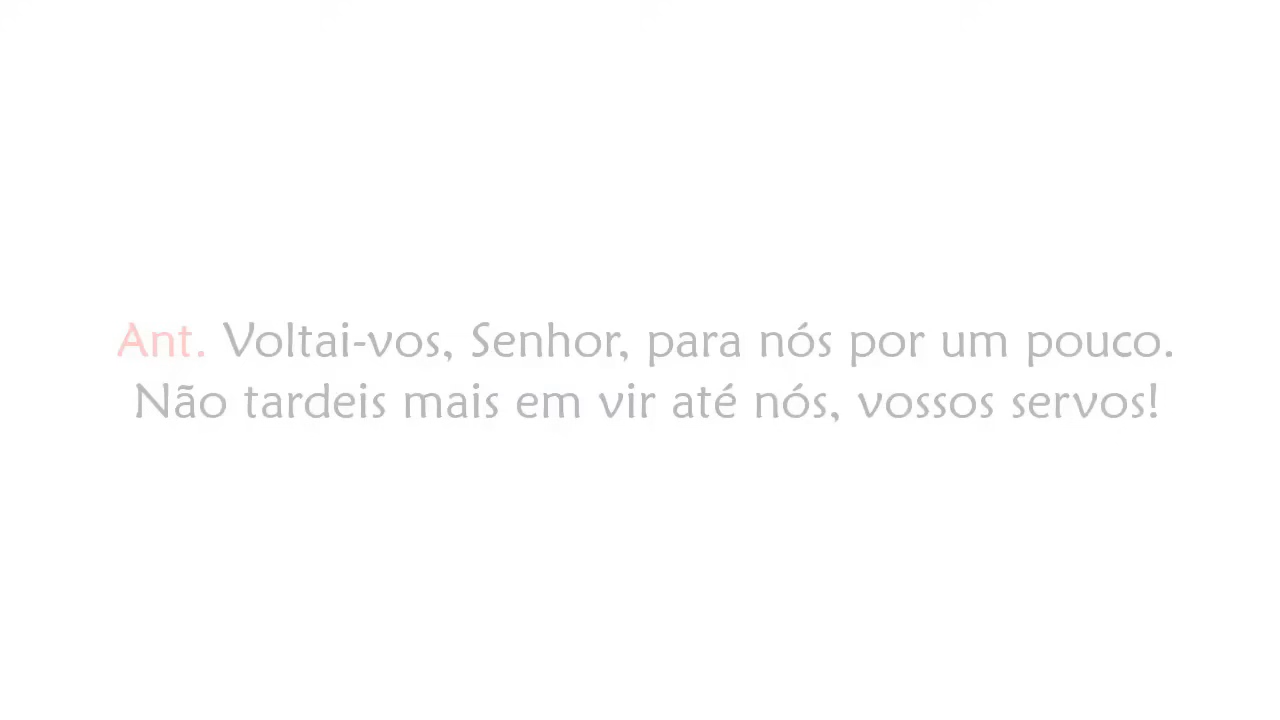 Ant. Voltai-vos, Senhor, para nós por um pouco.
Não tardeis mais em vir até nós, vossos servos!